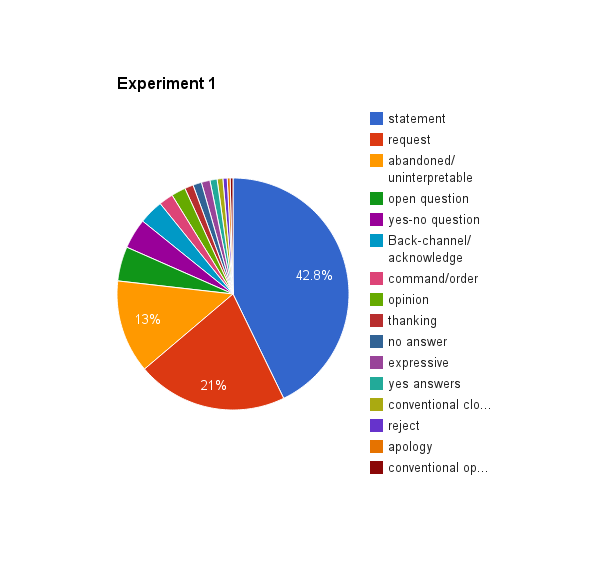 Experiment 1
statement
request
abandoned/
uninterpretable
open question
yes-no question
Back-channel/
acknowledge
command/order
opinion
thanking
no answer
expressive
yes answers
conventional clo...
reject
apology
conventional op...
42.8%
13%
21%